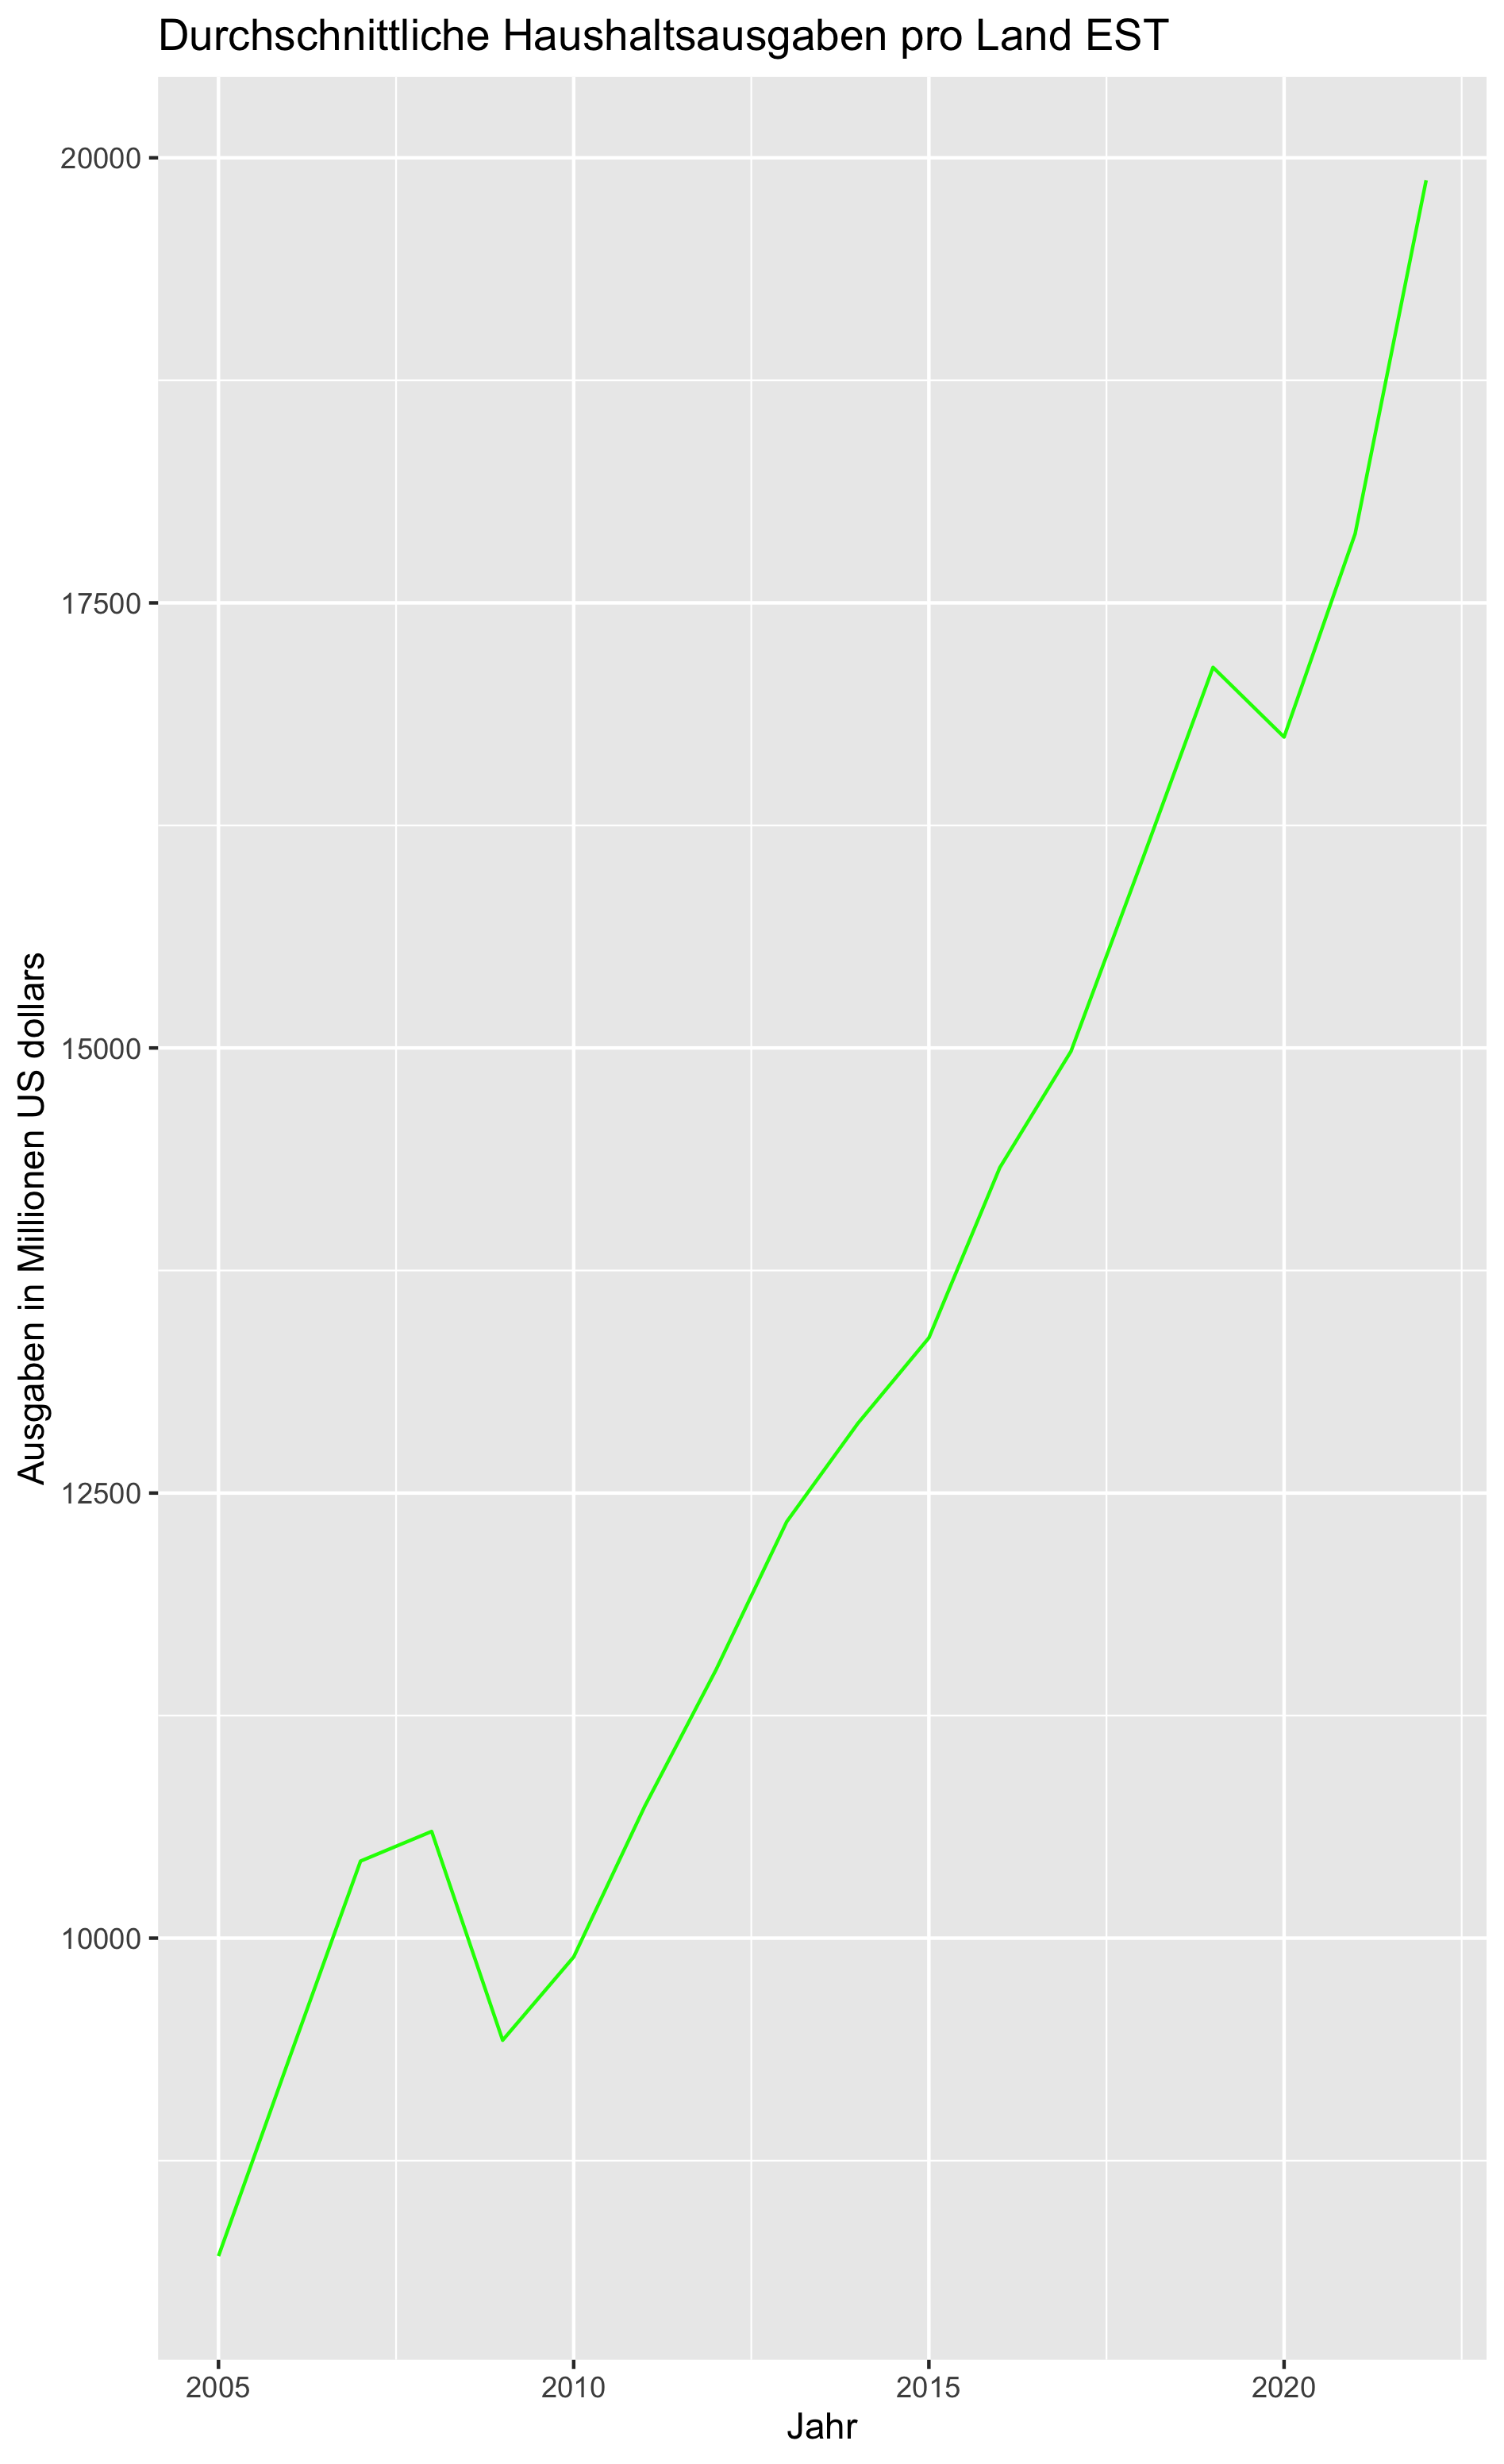 Durchschnittliche Haushaltsausgaben pro Land EST
Ausgaben in Millionen US dollars
20000
17500
15000
12500
10000
2005 2010 2015 2020
Jahr